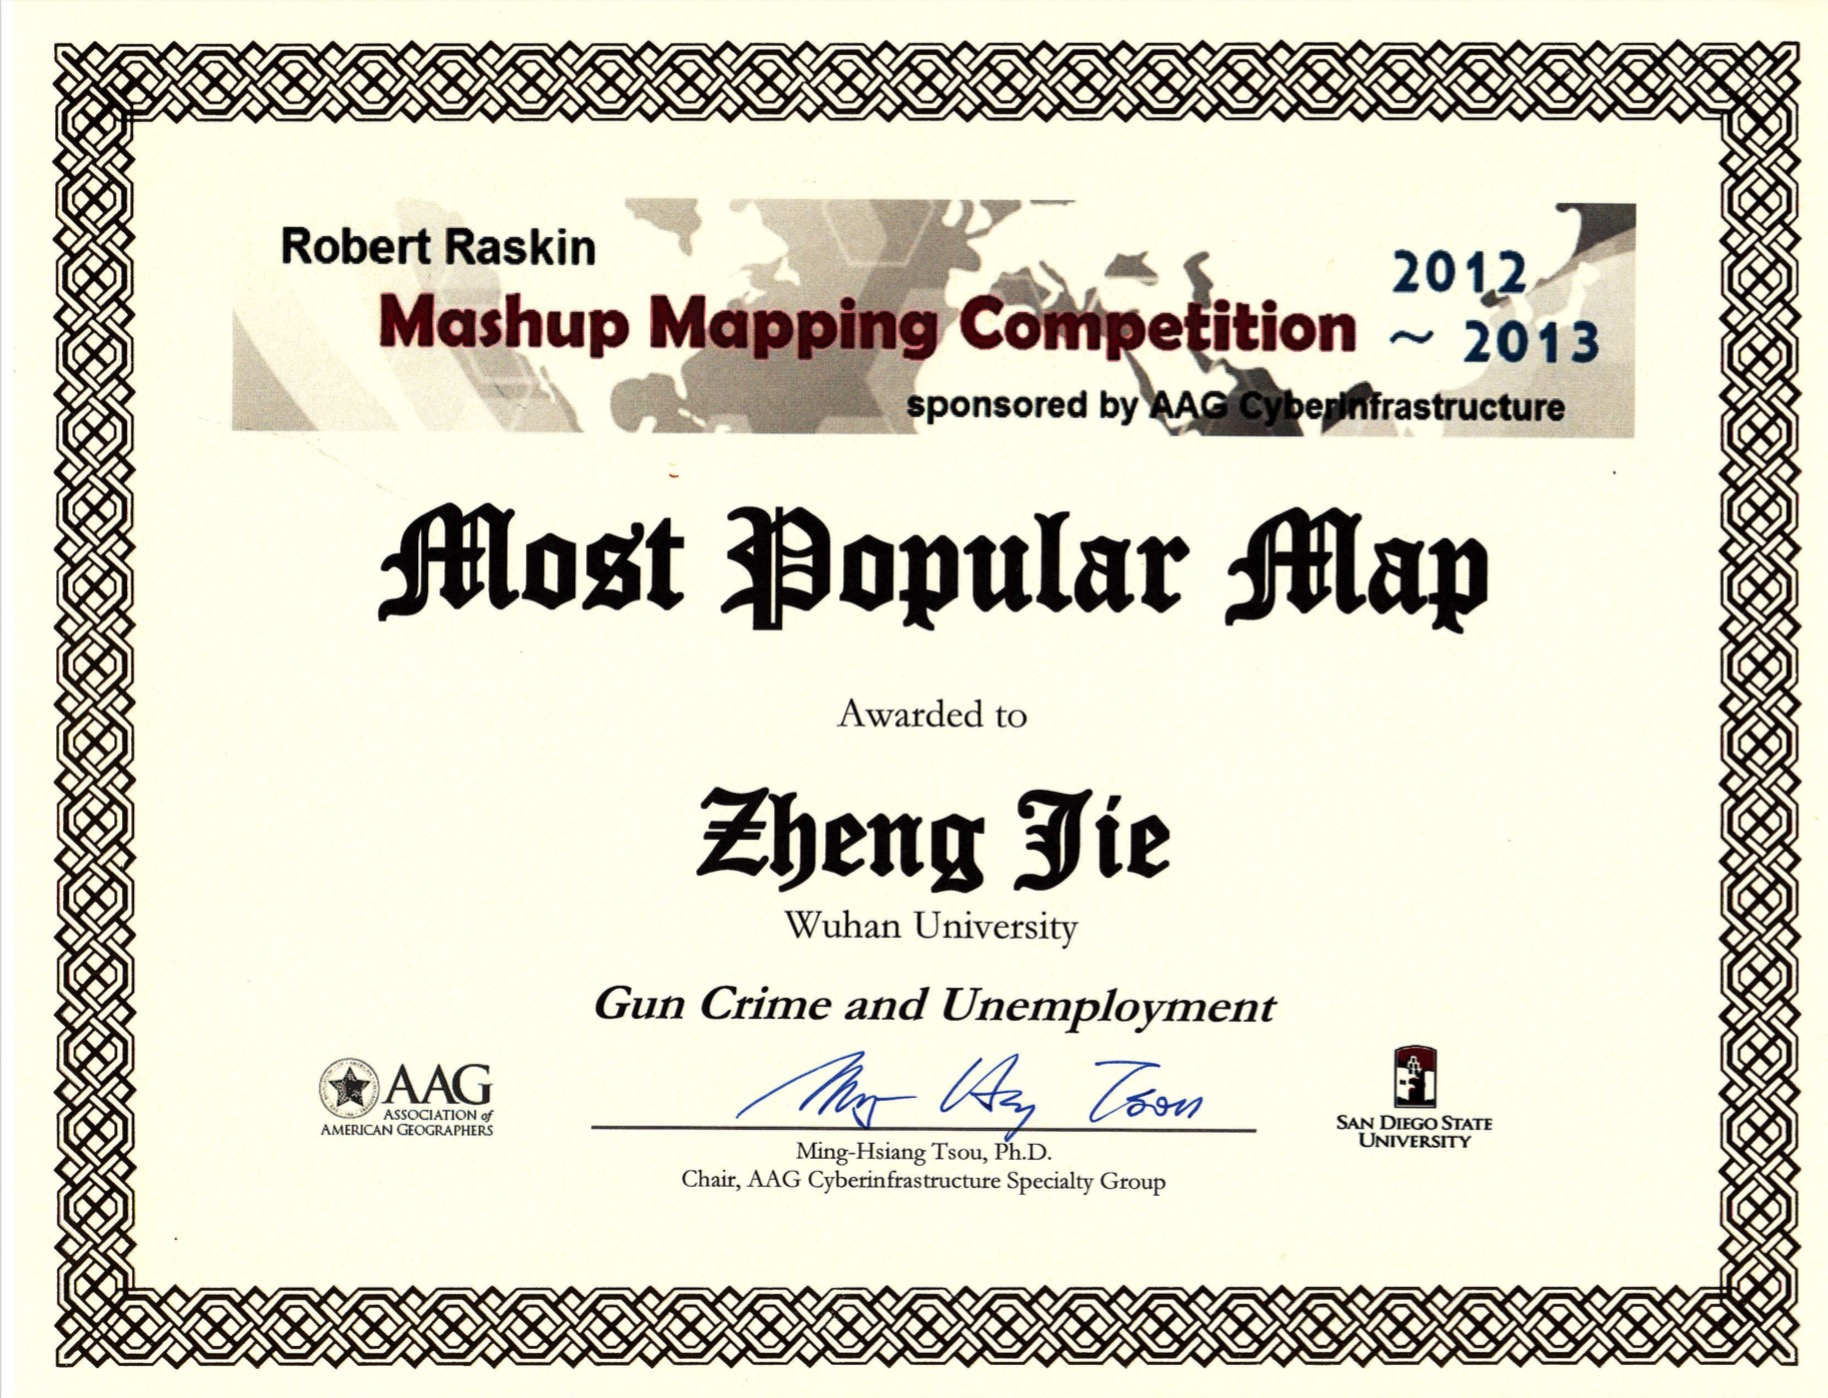 Robert Raskin
Mashup Mapping Competition
2012
~ 2013
sponsored by AAG CyberInfrastructure
Most Popular Map
Awarded to
Zheng Jie
Wuhan University
Gun Crime and Unemployment
AAG
ASSOCIATION of
AMERICAN GEOGRAPHERS
Ming Hsiang Tsou
Ming-Hsiang Tsou, Ph.D.
Chair, AAG Cyberinfrastructure Specialty Group
SAN DIEGO STATE
UNIVERSITY